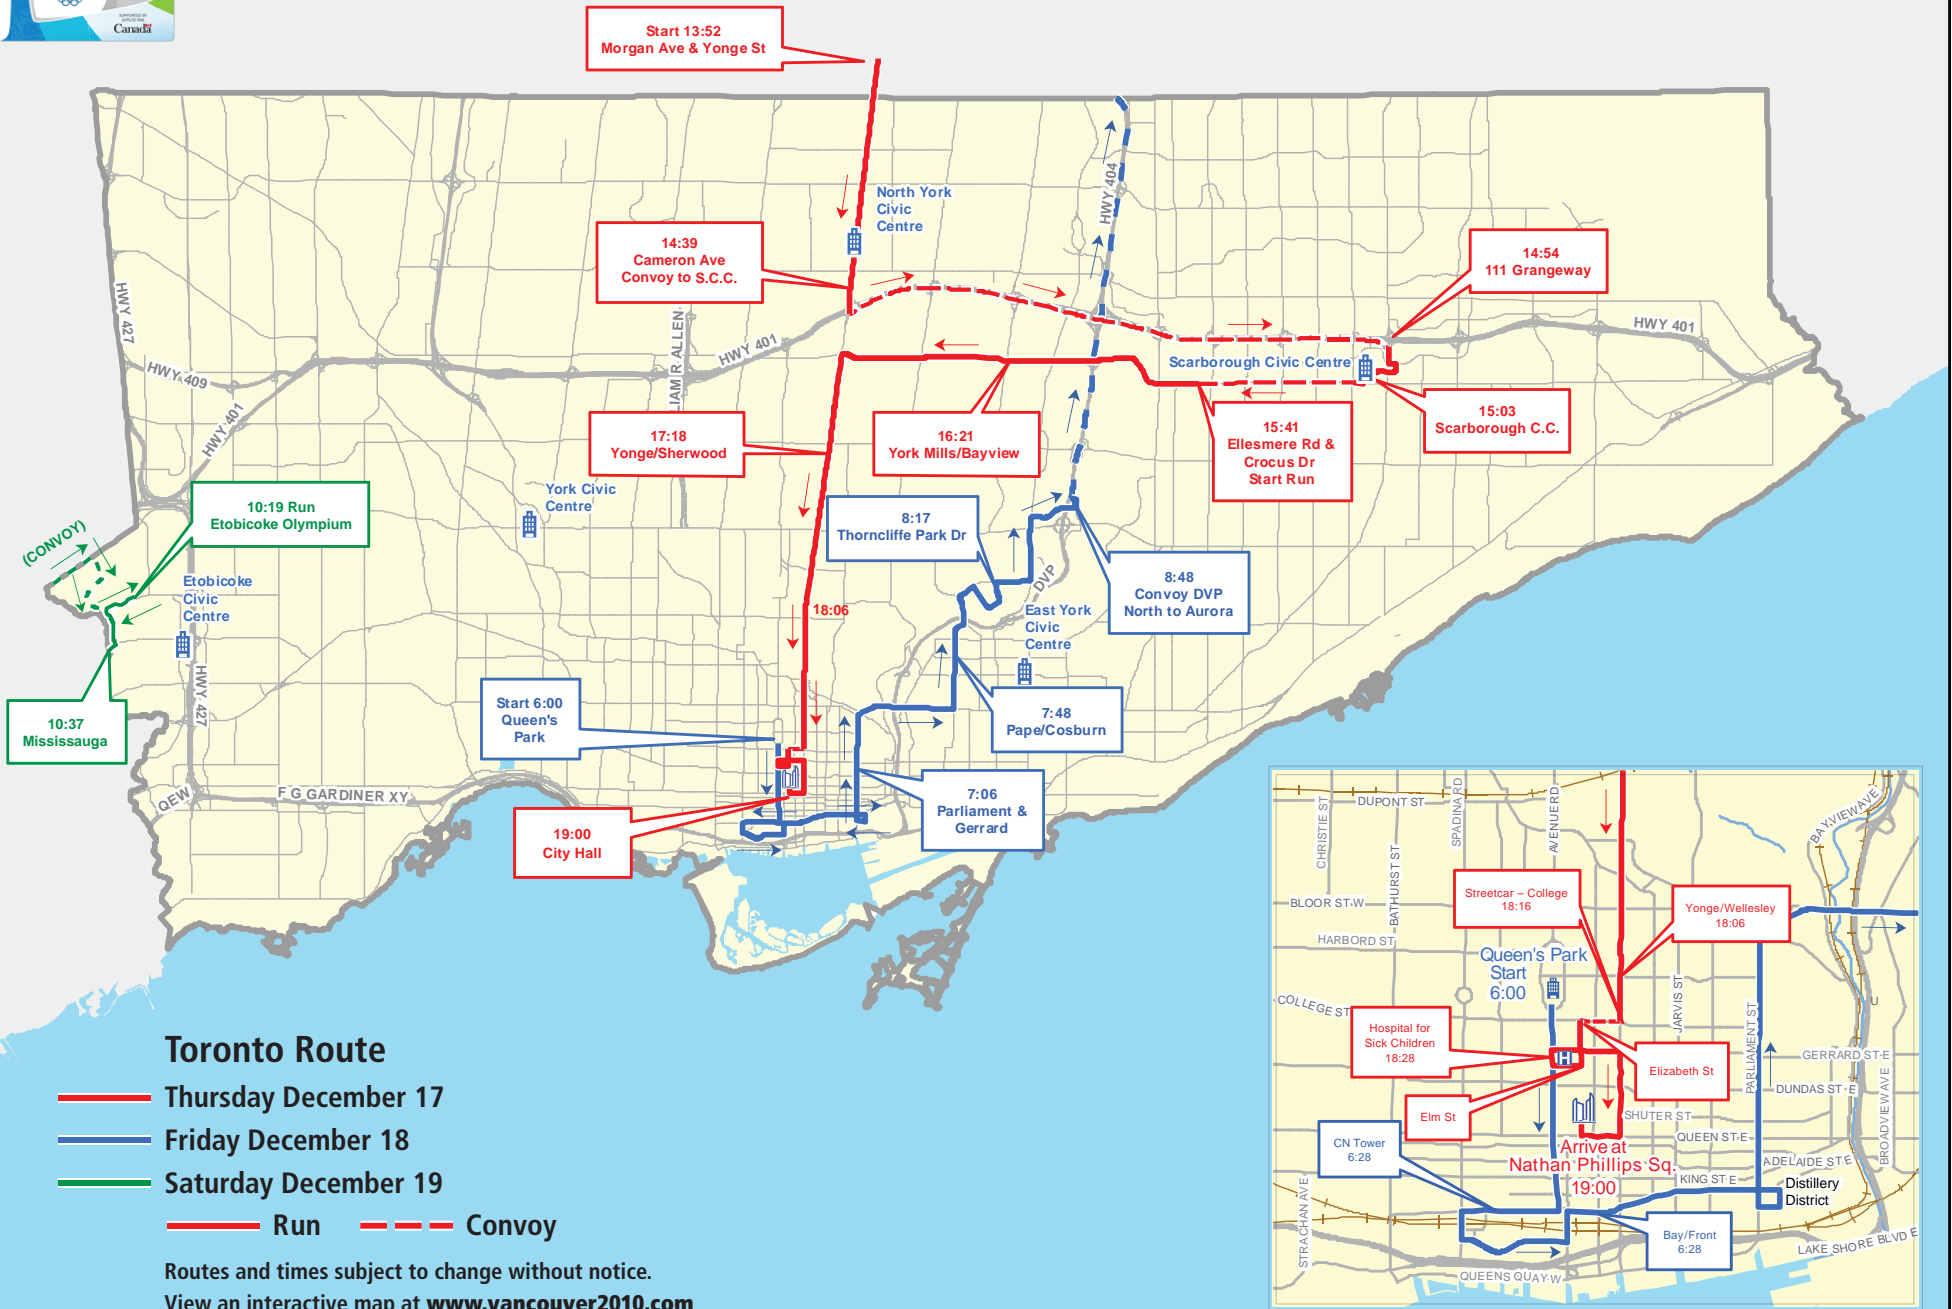 SUPPORTED BY
Canada
Start 13:52
Morgan Ave & Yonge St
North York
Civic
Centre
HWY 404
14:39
Cameron Ave
Convoy to S.C.C.
14:54
111 Grangeway
HWY 427
LIAM R ALLEN
HWY 401
HWY 401
HWY 409
HWY 401
Scarborough Civic Centre
17:18
Yonge/Sherwood
16:21
York Mills/Bayview
15:41
Ellesmere Rd &
Crocus Dr
Start Run
15:03
Scarborough C.C.
10:19 Run
Etobicoke Olympium
(CONVOY)
York Civic
Centre
8:17
Thorncliffe Park Dr
8:48
Convoy DVP
North to Aurora
DVP
Etobicoke
Civic
Centre
18:06
East York
Civic
Centre
HWY 427
10:37
Mississauga
Start 6:00
Queen's
Park
7:48
Pape/Cosburn
QEW
F G GARDINER XY
7:06
Parliament &
Gerrard
19:00
City Hall
DUPONT ST
CHRISTIE ST
SPADINA RD
AVENUE RD
BATHURST ST
BAYVIEW AVE
Streetcar – College
18:16
Yonge/Wellesley
18:06
BLOOR ST W
HARBORD ST
Queen's Park
Start
6:00
COLLEGE ST
JARVIS ST
PARLIAMENT ST
U
Hospital for
Sick Children
18:28
H
Elizabeth St
GERRARD ST E
DUNDAS ST E
BROADVIEW AVE
Elm St
SHUTER ST
CN Tower
6:28
QUEEN ST E
Arrive at
Nathan Phillips Sq.
19:00
ADELAIDE ST E
KING ST E
Distillery
District
STRACHAN AVE
Bay/Front
6:28
LAKE SHORE BLVD E
QUEENS QUAY W
Toronto Route
Thursday December 17
Friday December 18
Saturday December 19
Run Convoy
Routes and times subject to change without notice.
View an interactive map at www.vancouver2010.com